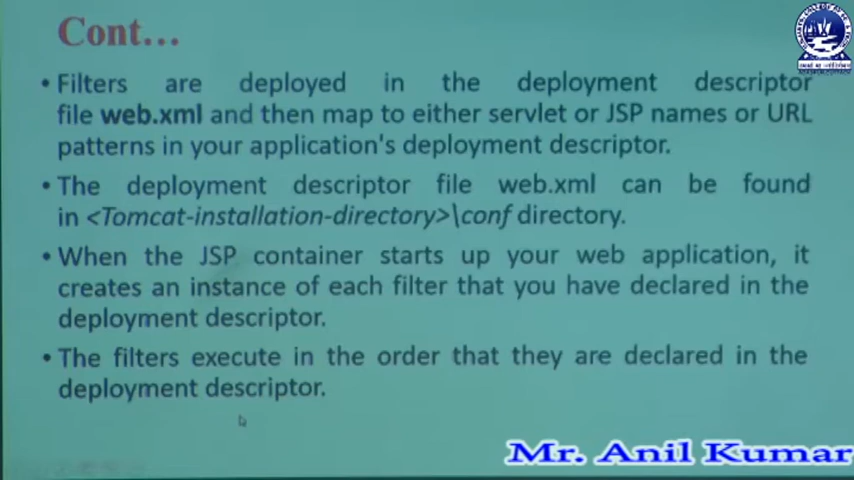 Cont...
• Filters are deployed in the deployment descriptor
file web.xml and then map to either servlet or JSP names or URL
patterns in your application's deployment descriptor.
• The deployment descriptor file web.xml can be found
in <Tomcat-installation-directory>\conf directory.
• When the JSP container starts up your web application, it
creates an instance of each filter that you have declared in the
deployment descriptor.
• The filters execute in the order that they are declared in the
deployment descriptor.
Mr. Anil Kumar